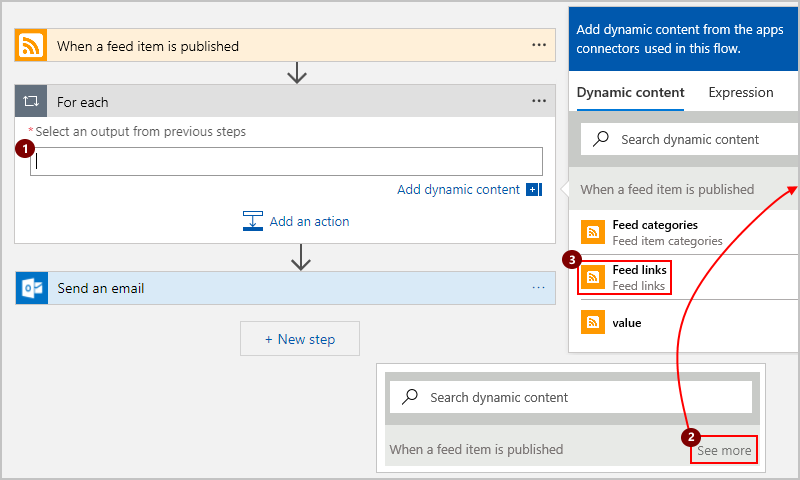 When a feed item is published
For each
* Select an output from previous steps
1
Add dynamic content
Add an action
Send an email
+ New step
Add dynamic content from the apps
connectors used in this flow.
Dynamic content Expression
Search dynamic content
When a feed item is published
Feed categories
Feed item categories
3
Feed links
Feed links
value
Search dynamic content
2
When a feed item is published See more